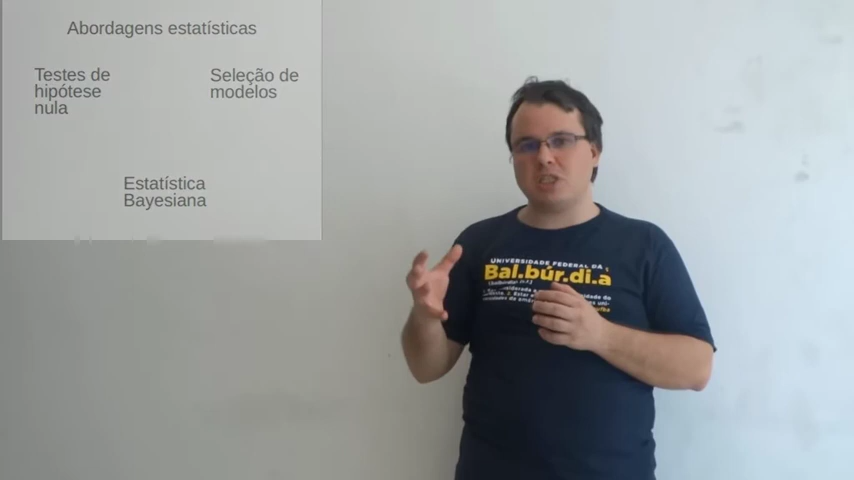 Abordagens estatísticas
Testes de
hipótese
nula
Seleção de
modelos
Estatística
Bayesiana
UNIVERSIDADE FEDERAL DA
Bal.búr.di.a